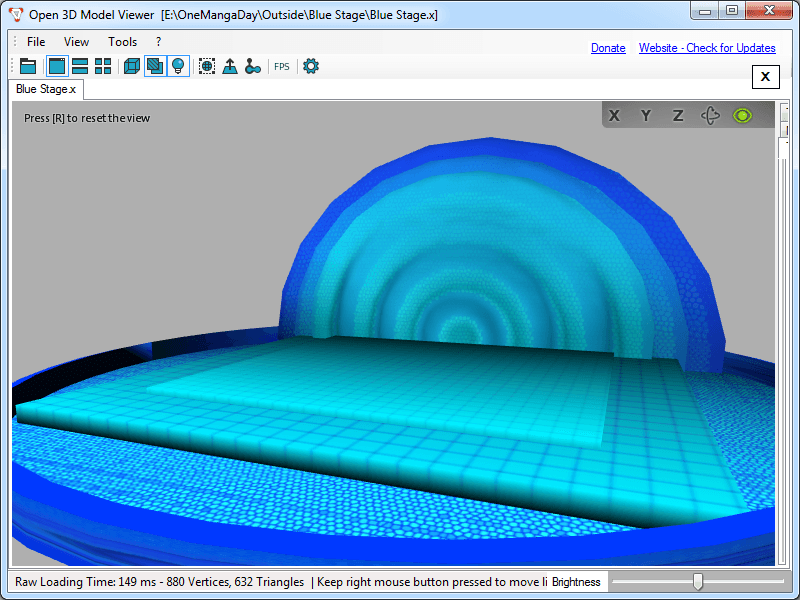 Open 3D Model Viewer [E:\OneMangaDay\Outside\Blue Stage\Blue Stage.x]
File View Tools ?
Donate Website - Check for Updates
FPS
X
Blue Stage.x
Press [R] to reset the view
X Y Z
Raw Loading Time: 149 ms - 880 Vertices, 632 Triangles | Keep right mouse button pressed to move li Brightness